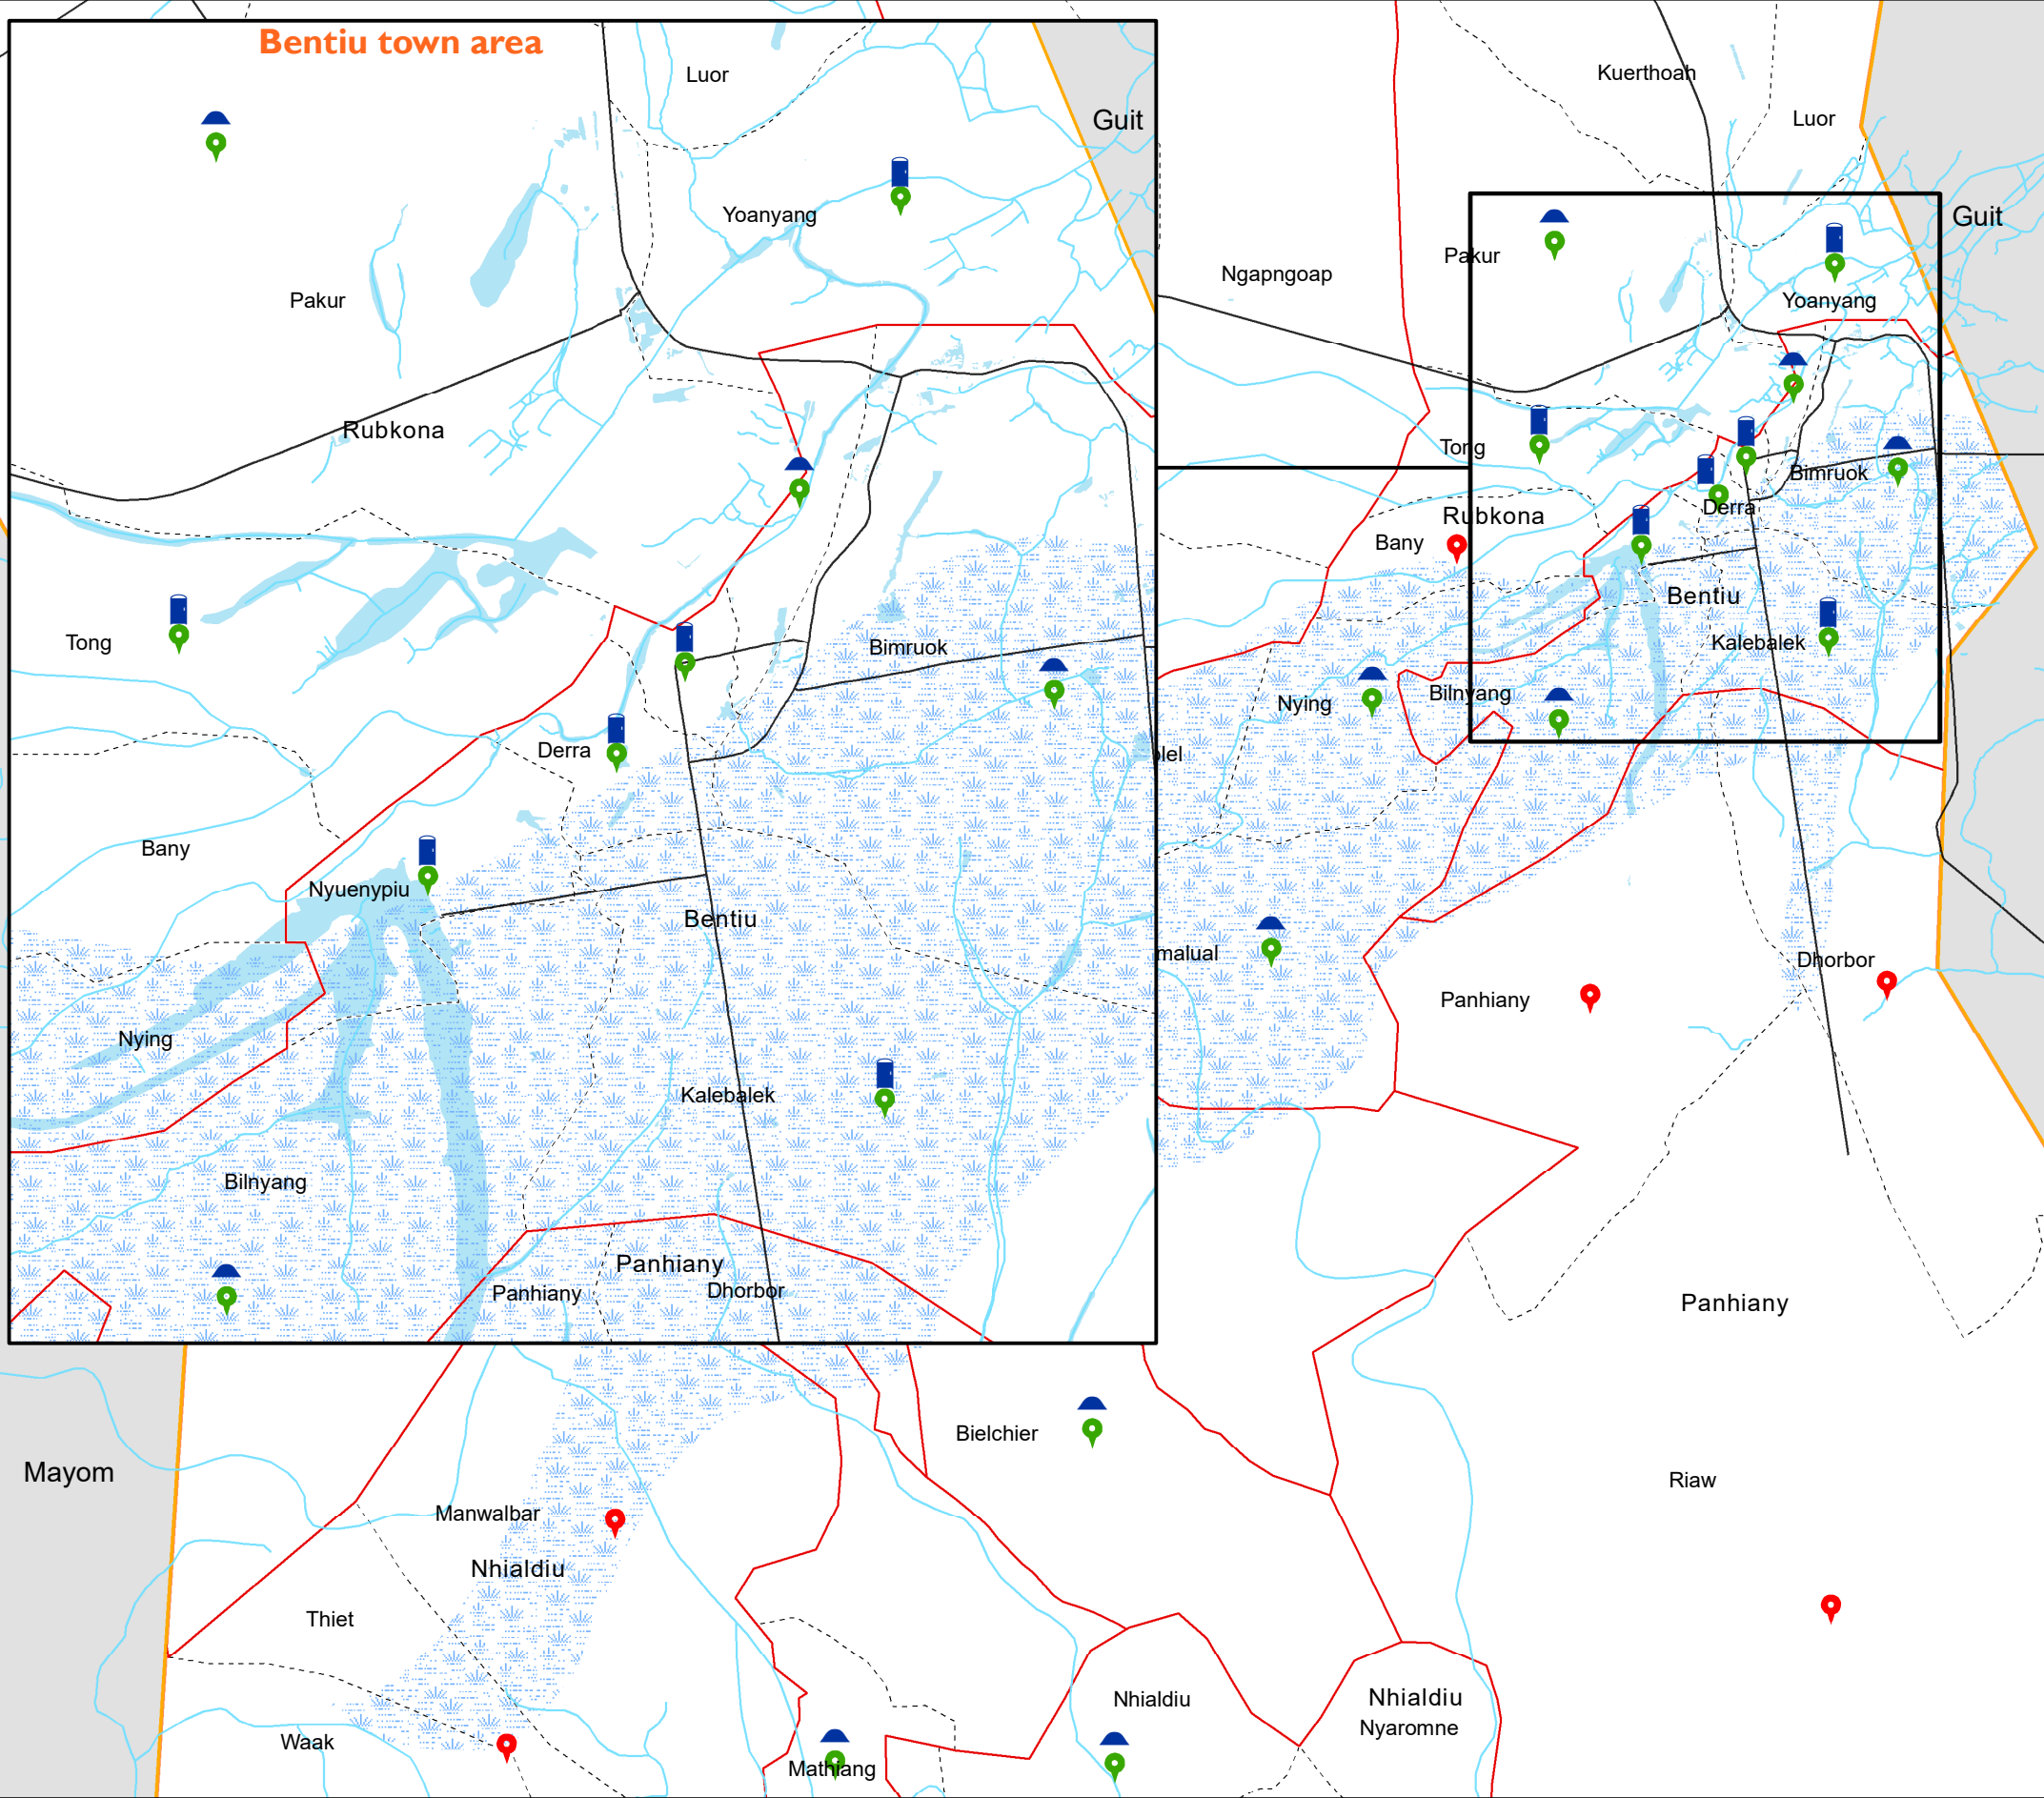 Bentiu town area
Luor
Guit
Yoanyang
Pakur
Rubkona
Tong
Bimruok
Derra
Bany
Nyuenypiu
Bentiu
Nying
Kalebalek
Bilnyang
Panhiany
Panhiany
Dhorbor
Kuerthoah
Luor
Guit
Pakur
Ngapngoap
Yoanyang
Tong
Bimruok
Derra
Rubkona
Bany
Bentiu
Kalebalek
Bilnyang
Nying
lel
malual
Dhorbor
Panhiany
Panhiany
Riaw
Bielchier
Mayom
Manwalbar
Nhialdiu
Thiet
Waak
Mathiang
Nhialdiu
Nhialdiu
Nyaromne